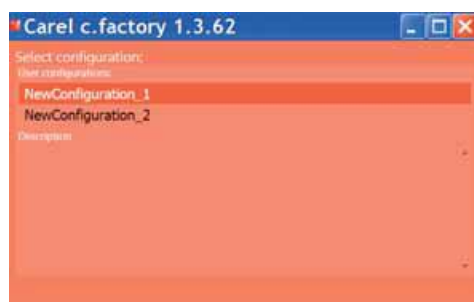 Carel c.factory 1.3.62
Select configuration:
User configurations:
NewConfiguration_1
NewConfiguration_2
Description